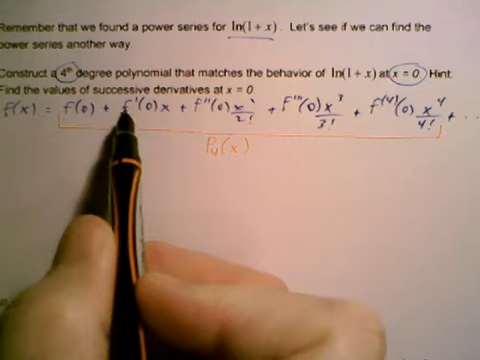 Remember that we found a power series for ln(1 + x). Let's see if we can find the
power series another way.
Construct a 4th degree polynomial that matches the behavior of ln(1 + x) at x = 0. Hint:
Find the values of successive derivatives at x = 0
f(x) = f(0) + f'(0)x + f''(0)x²/2! + f'''(0)x³/3! + f⁽⁴⁾(0)x⁴/4! + ...
P₄(x)